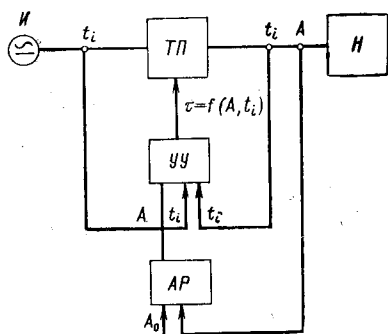 И
t_i
ТП
t_i
A
Н
τ=f(A, t_i)
УУ
A
t_i
t_i
АР
A_0